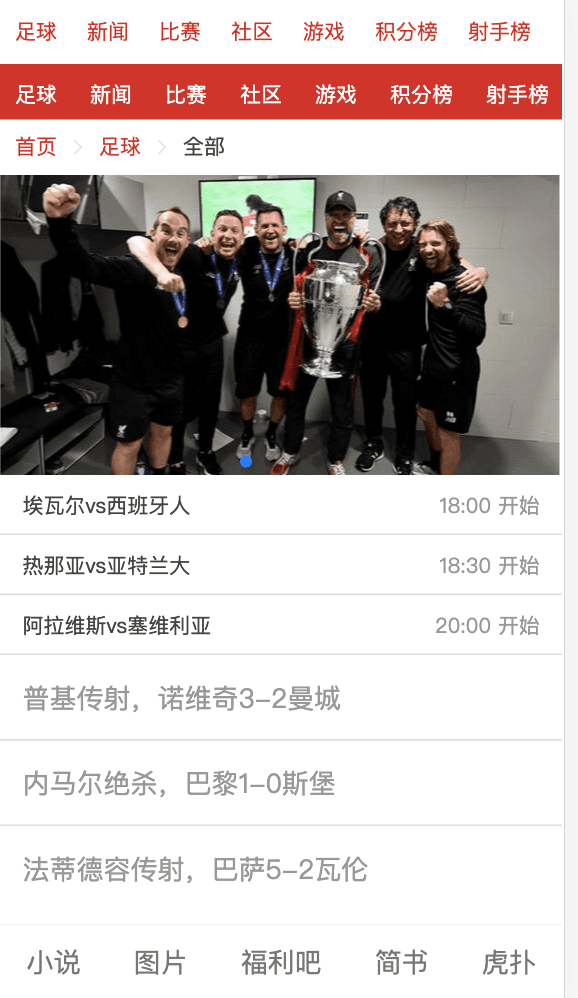 足球 新闻 比赛 社区 游戏 积分榜 射手榜
足球 新闻 比赛 社区 游戏 积分榜 射手榜
首页 > 足球 > 全部
埃瓦尔vs西班牙人 18:00 开始
热那亚vs亚特兰大 18:30 开始
阿拉维斯vs塞维利亚 20:00 开始
普基传射，诺维奇3-2曼城
内马尔绝杀，巴黎1-0斯堡
法蒂德容传射，巴萨5-2瓦伦
小说 图片 福利吧 简书 虎扑